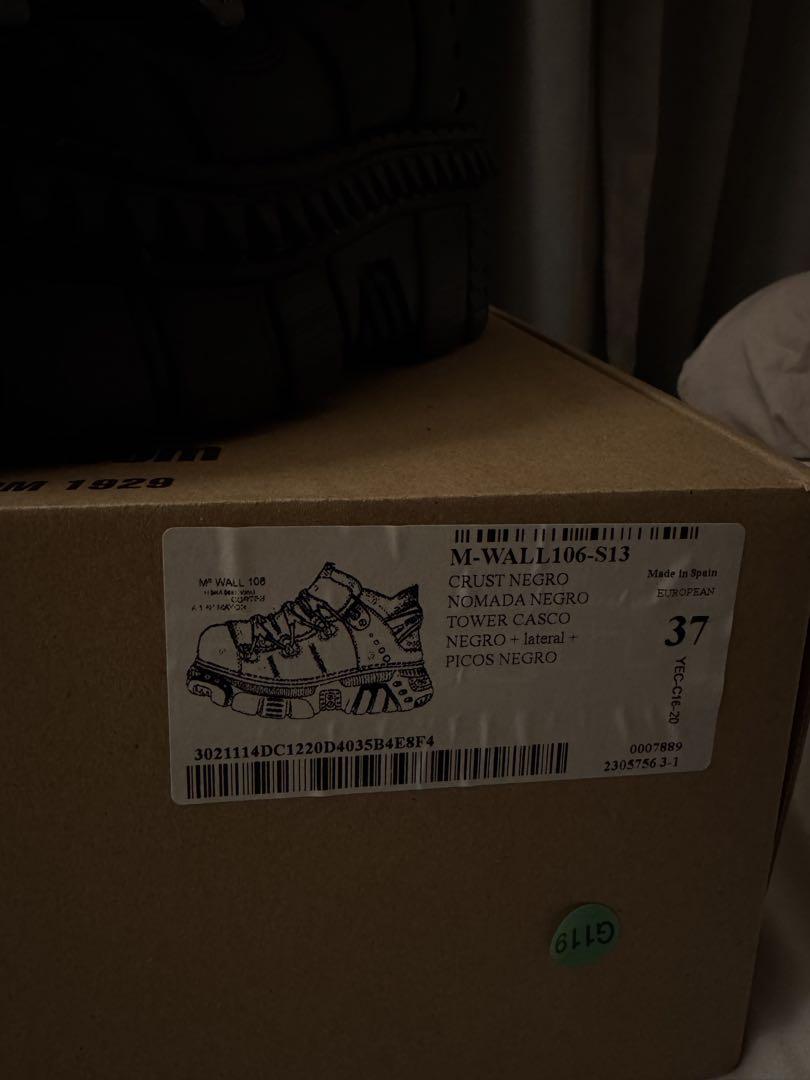 1929
M-WALL106-S13
Mª WALL 106
CRUST NEGRO
NOMADA NEGRO
TOWER CASCO
NEGRO + lateral +
PICOS NEGRO
Made in Spain
EUROPEAN
37
YEC-C16-20
3021114DC1220D4035B4E8F4
0007889
2305756 3-1
G119